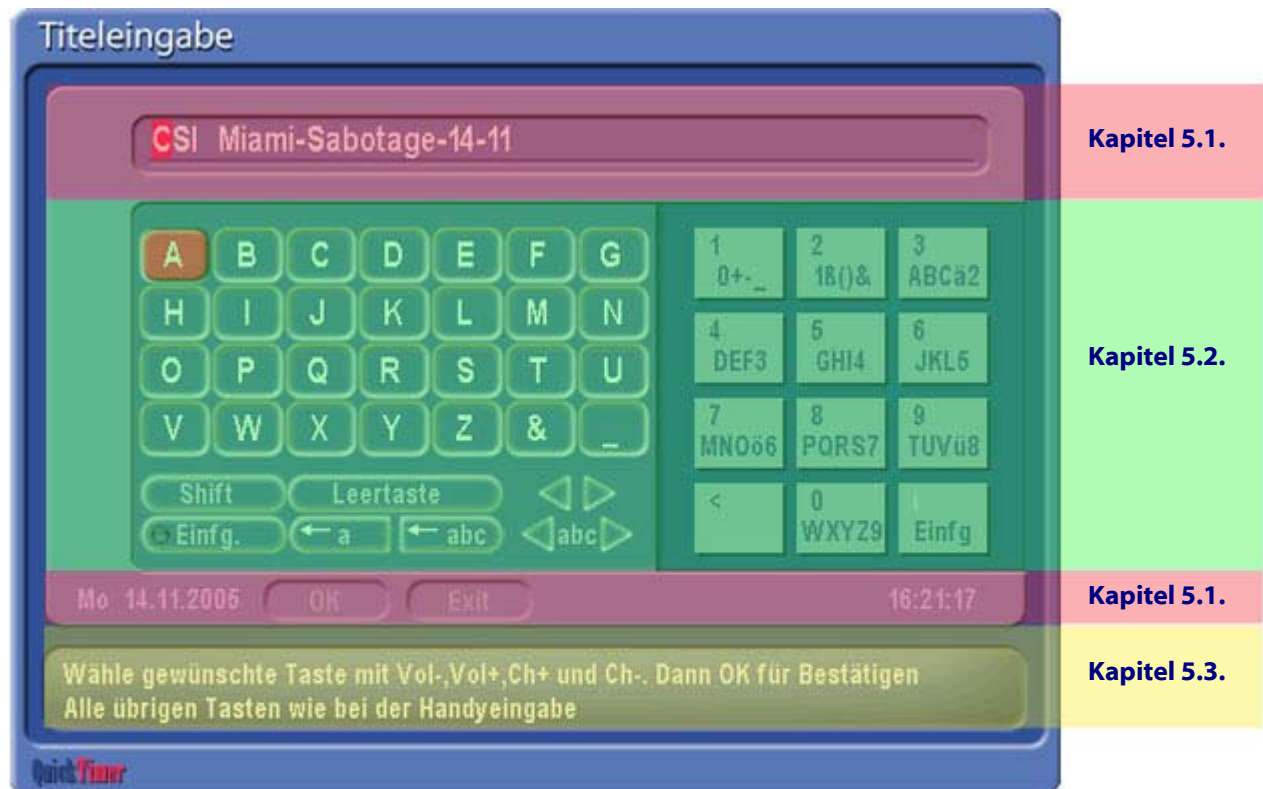 Titeleingabe
CSI Miami-Sabotage-14-11
Kapitel 5.1.
A B C D E F G
H I J K L M N
O P Q R S T U
V W X Y Z & _
Shift Leertaste
Einfg. a abc abc
1 2 3
0+-_ 1ß()& ABCä2
4 5 6
DEF3 GHI4 JKL5
7 8 9
MNOö6 PQRS7 TUVü8
< 0
WXYZ9 Einfg
Kapitel 5.2.
Mo 14.11.2005 OK Exit 16:21:17
Kapitel 5.1.
Wähle gewünschte Taste mit Vol-,Vol+,Ch+ und Ch-. Dann OK für Bestätigen
Alle übrigen Tasten wie bei der Handyeingabe
Kapitel 5.3.
QuickTimer